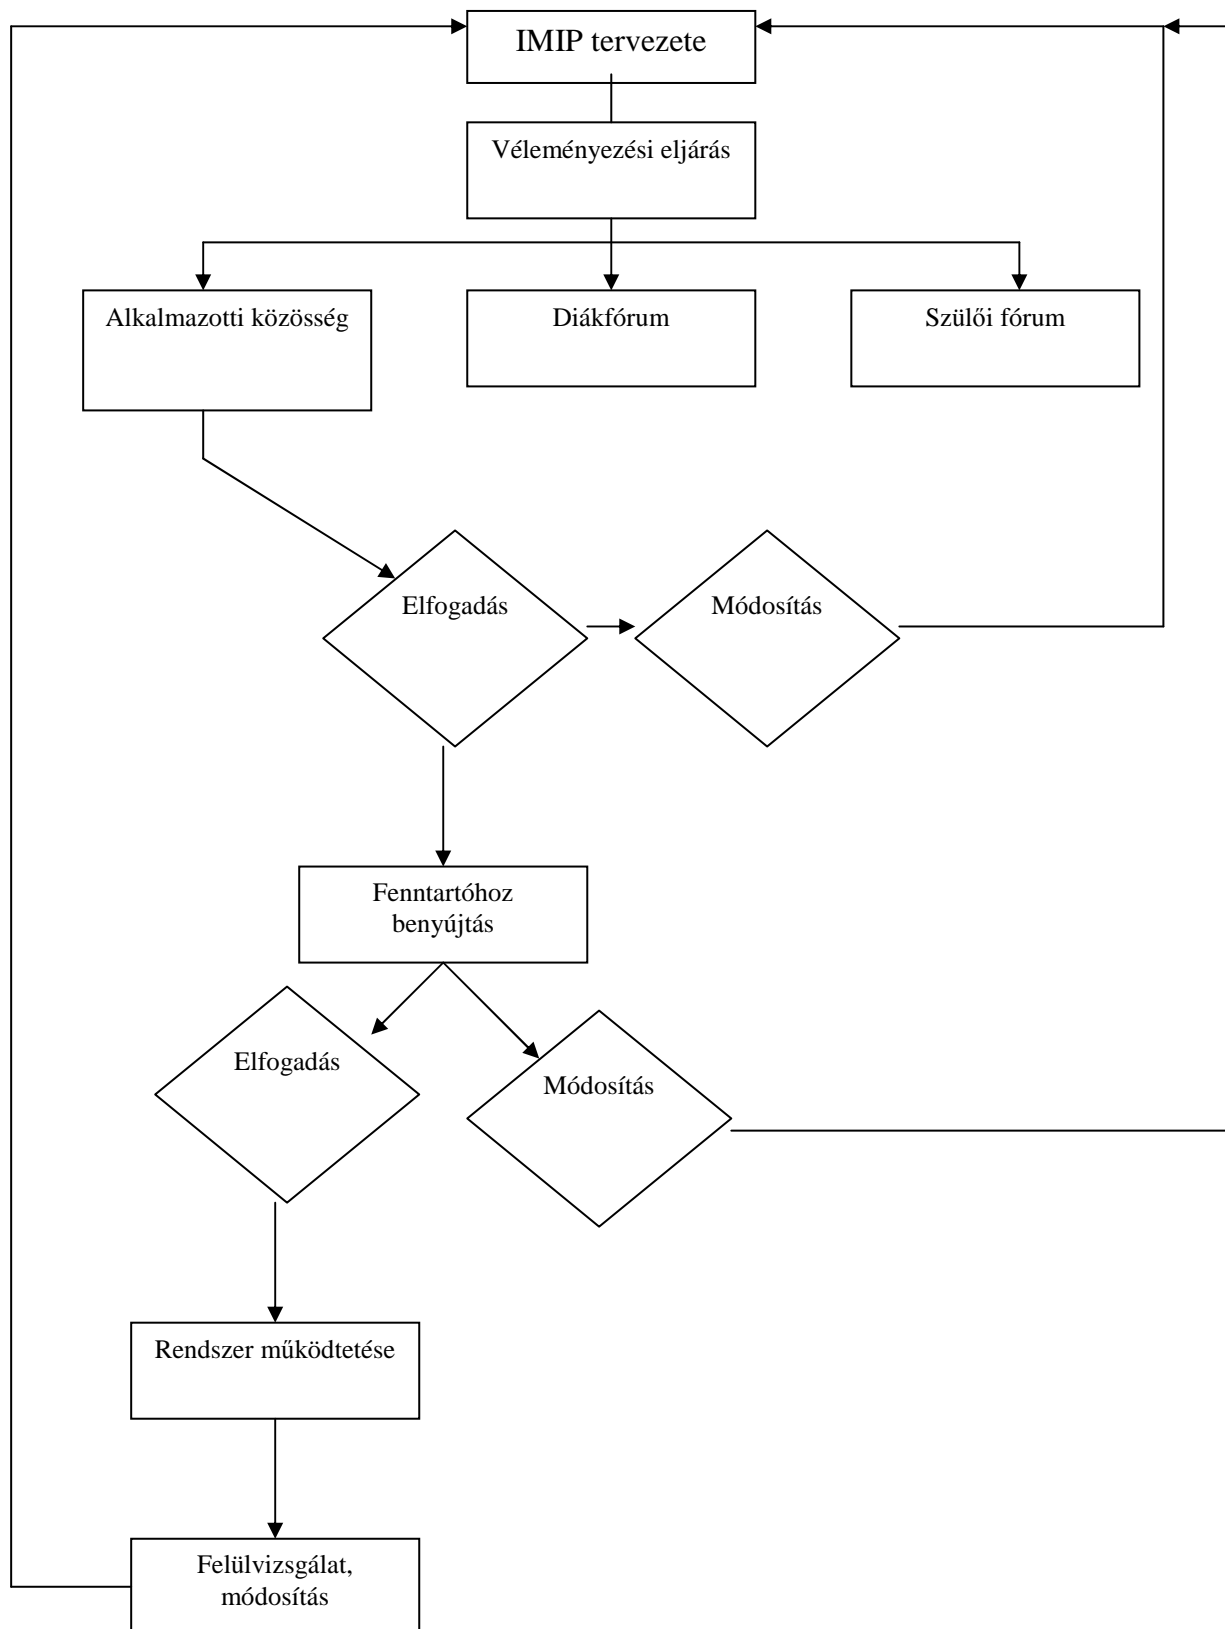 IMIP tervezete
Véleményezési eljárás
Alkalmazotti közösség
Diákfórum
Szülői fórum
Elfogadás
Módosítás
Fenntartóhoz
benyújtás
Elfogadás
Módosítás
Rendszer működtetése
Felülvizsgálat,
módosítás